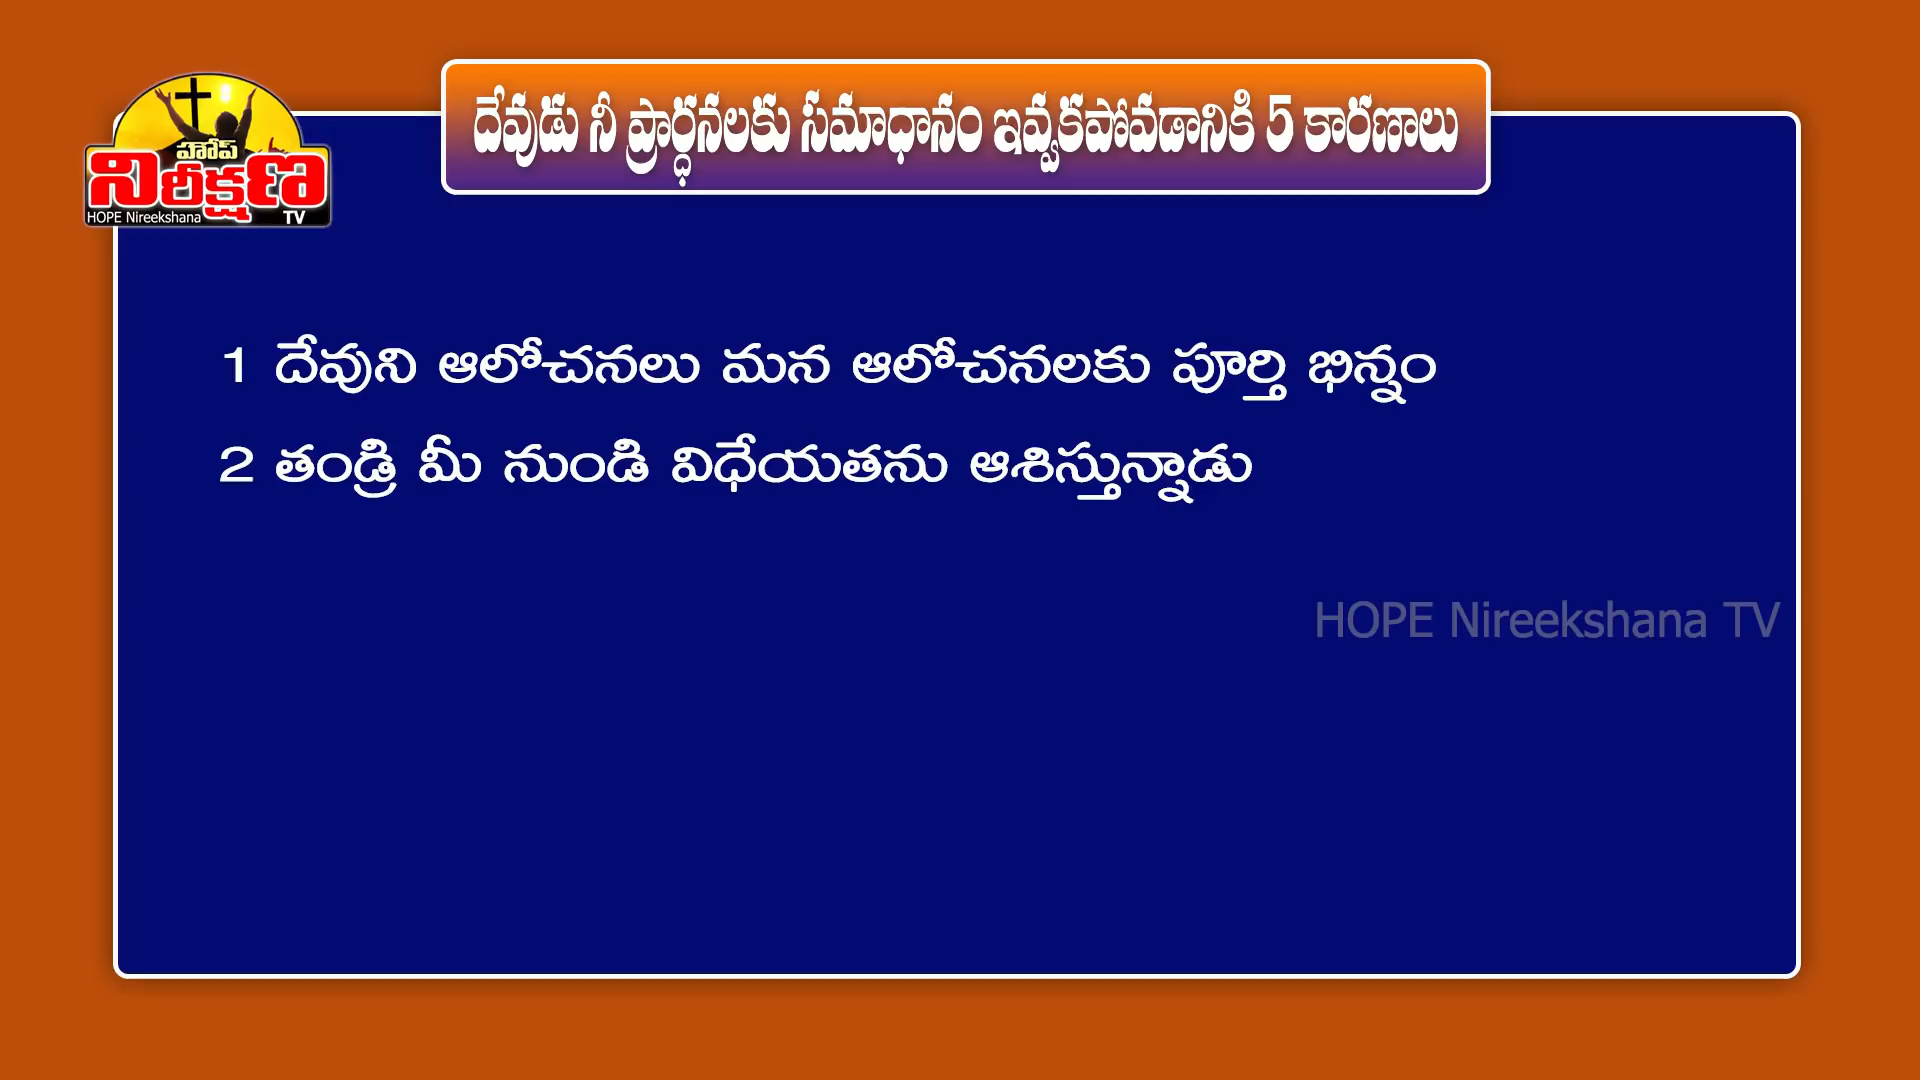 దేవుడు నీ ప్రార్ధనలకు సమాధానం ఇవ్వకపోవడానికి 5 కారణాలు
హోప్
నిరీక్షణ
HOPE Nireekshana TV
1 దేవుని ఆలోచనలు మన ఆలోచనలకు పూర్తి భిన్నం
2 తండ్రి మీ నుండి విధేయతను ఆశిస్తున్నాడు
HOPE Nireekshana TV